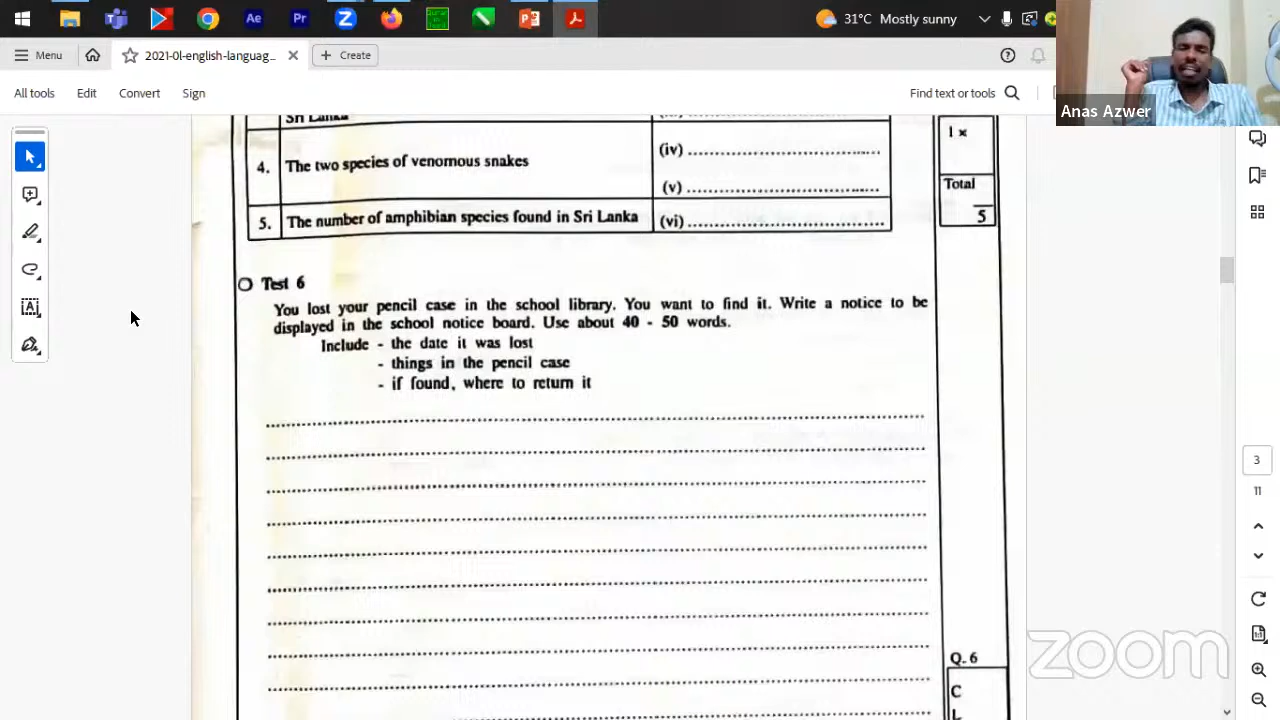 31°C Mostly sunny
Menu
2021-0l-english-languag...
Create
All tools
Edit
Convert
Sign
Find text or tools
Anas Azwer
Sri Lanka
4. The two species of venomous snakes
(iv) ................................................
(v) ................................................
5. The number of amphibian species found in Sri Lanka
(vi) ................................................
1 ×
Total
5
Test 6
You lost your pencil case in the school library. You want to find it. Write a notice to be
displayed in the school notice board. Use about 40 - 50 words.
Include - the date it was lost
- things in the pencil case
- if found, where to return it
Q. 6
C
L
3
11
zoom